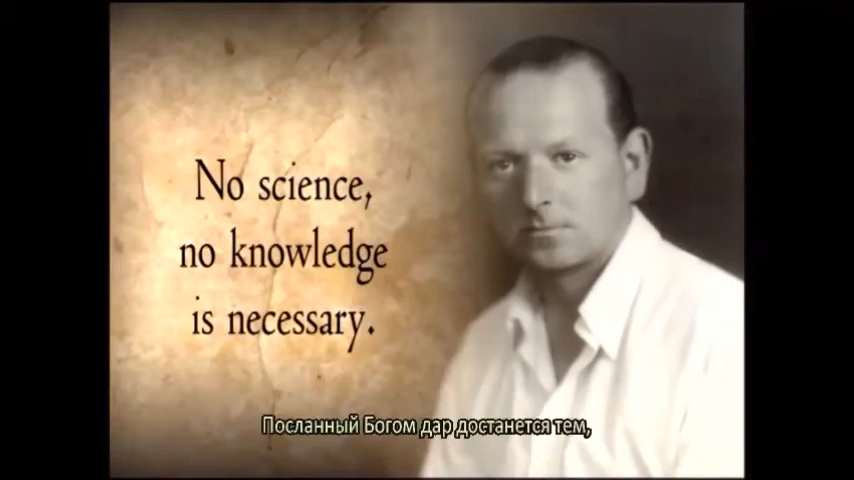 No science,
no knowledge
is necessary.
Посланный Богом дар достанется тем,